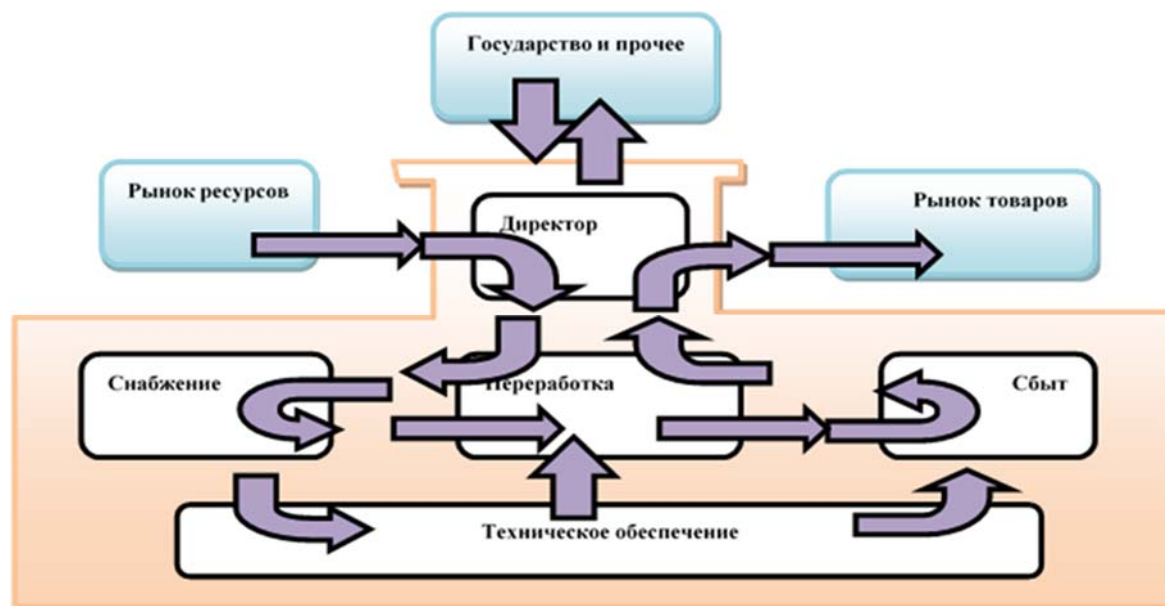 Государство и прочее
Рынок ресурсов
Рынок товаров
Директор
Снабжение
Переработка
Сбыт
Техническое обеспечение